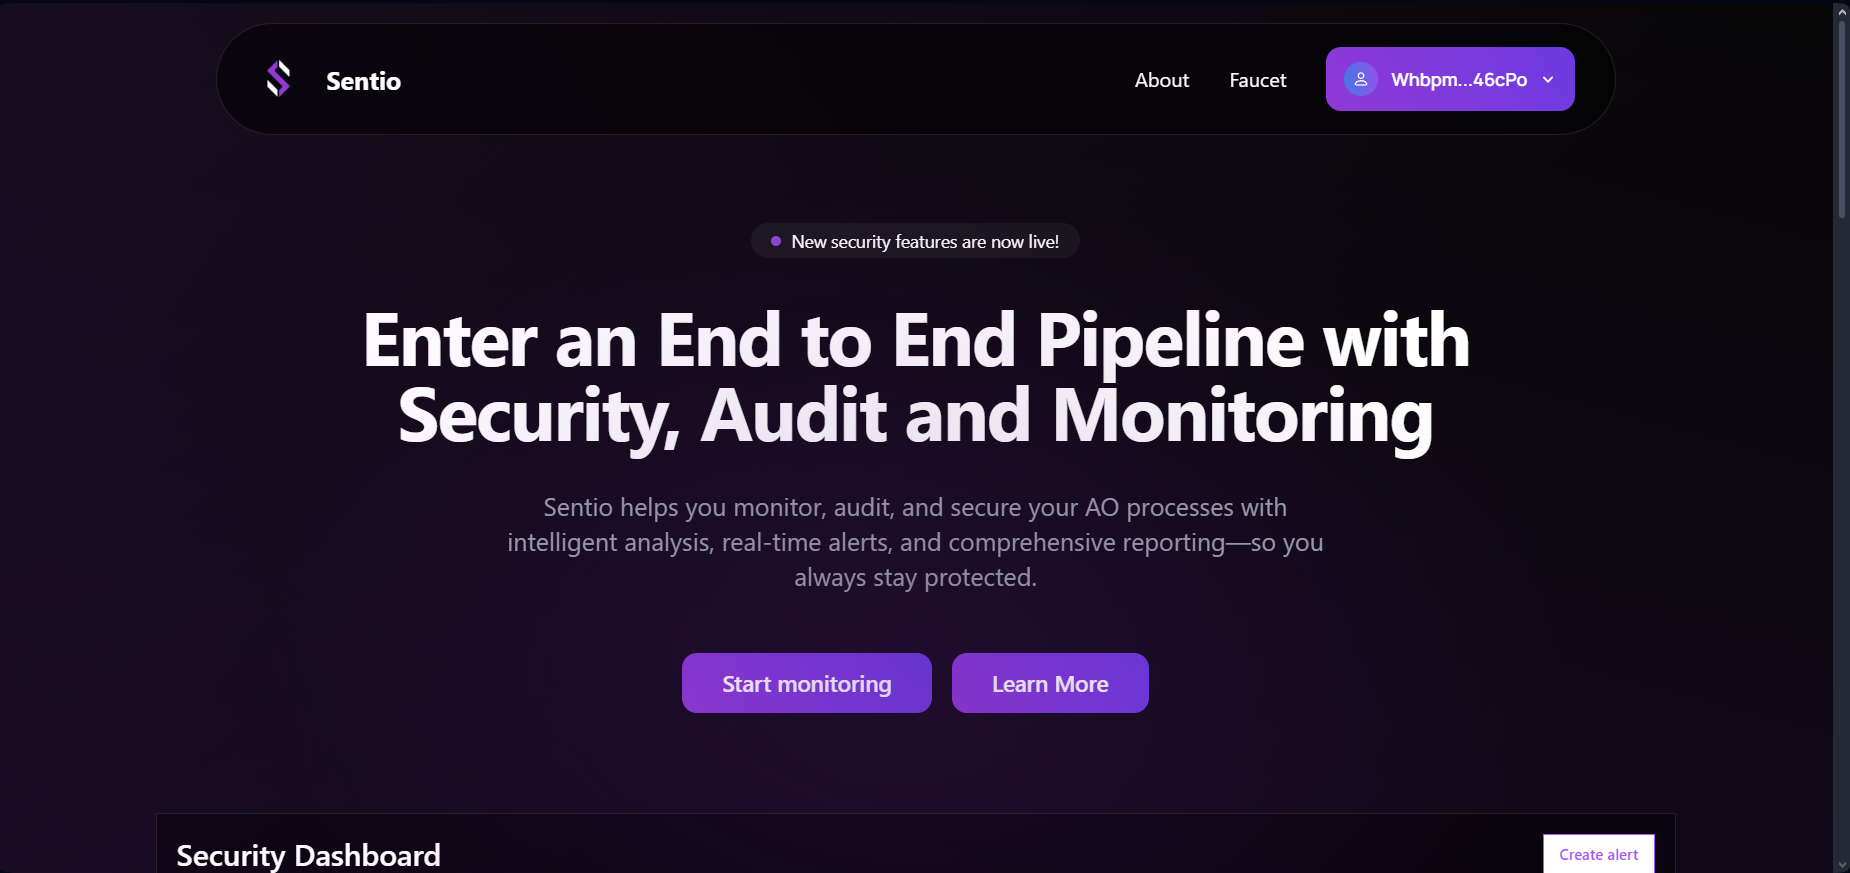 Sentio
About
Faucet
Whbpm...46cPo
New security features are now live!
Enter an End to End Pipeline with
Security, Audit and Monitoring
Sentio helps you monitor, audit, and secure your AO processes with
intelligent analysis, real-time alerts, and comprehensive reporting—so you
always stay protected.
Start monitoring
Learn More
Security Dashboard
Create alert